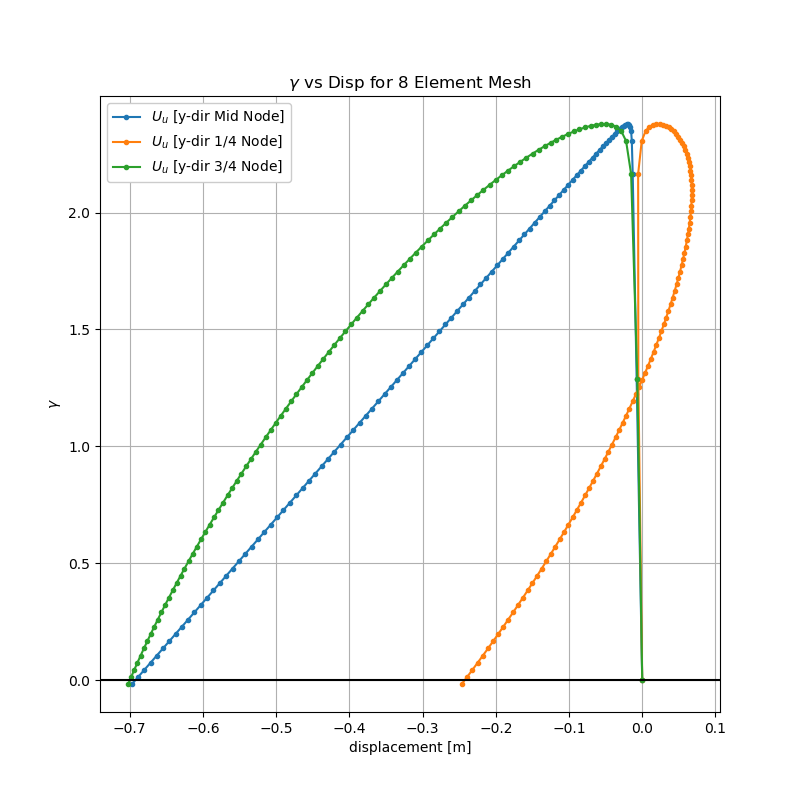 γ vs Disp for 8 Element Mesh
U_u [y-dir Mid Node]
U_u [y-dir 1/4 Node]
U_u [y-dir 3/4 Node]
2.0
1.5
1.0
0.5
0.0
γ
−0.7 −0.6 −0.5 −0.4 −0.3 −0.2 −0.1 0.0 0.1
displacement [m]